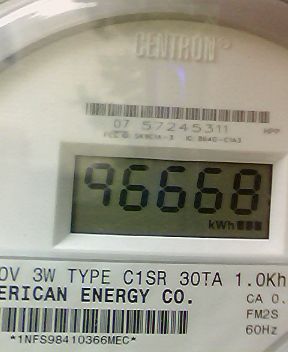 CENTRON
07 57245311 HPP
96668
kWh
0V 3W TYPE C1SR 30TA 1.0Kh
ERICAN ENERGY CO. CA 0.
FM2S
60Hz
*1NFS98410366MEC*